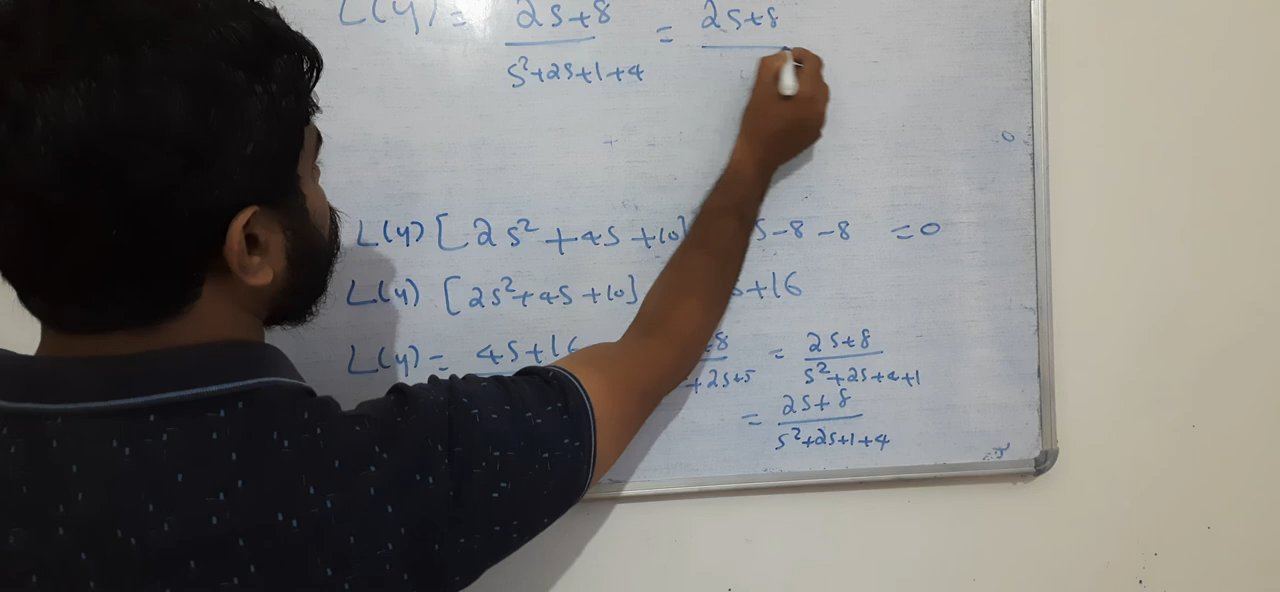 L(y) = 2s+8 / s²+2s+1+4 = 2s+8
L(y) [2s² + 4s + 10] s-8-8 = 0
L(y) [2s²+4s+10] s+16
L(y) = 4s+16 +8 / +2s+5 = 2s+8 / s²+2s+4+1
= 2s+8 / s²+2s+1+4